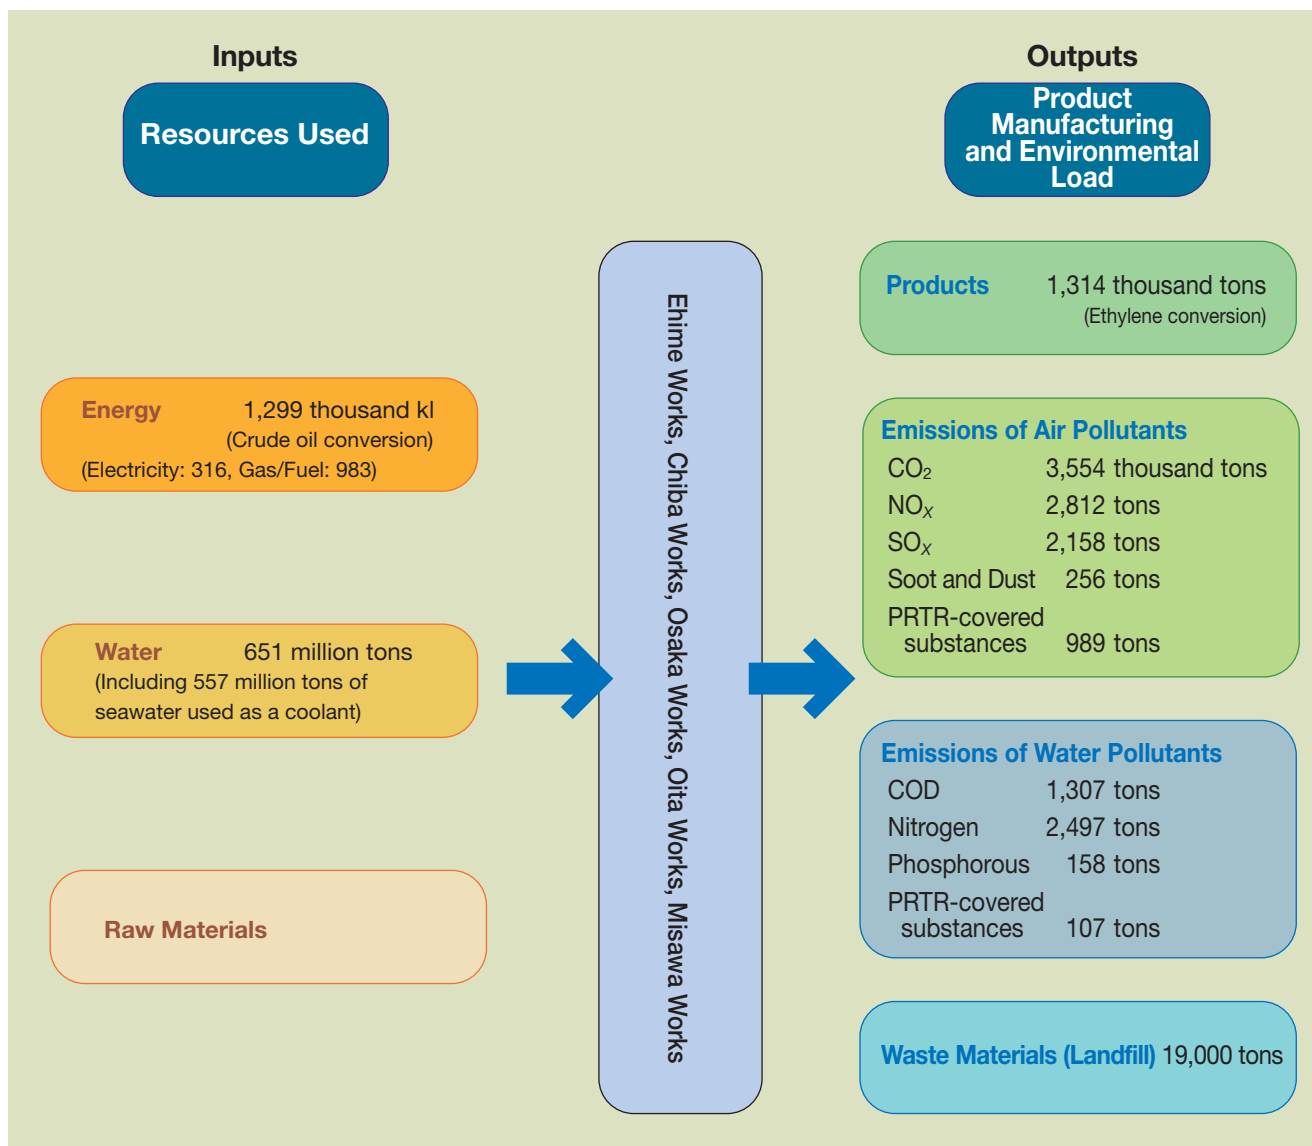 Inputs
Resources Used
Energy 1,299 thousand kl
(Crude oil conversion)
(Electricity: 316, Gas/Fuel: 983)
Water 651 million tons
(Including 557 million tons of
seawater used as a coolant)
Raw Materials
Ehime Works, Chiba Works, Osaka Works, Oita Works, Misawa Works
Outputs
Product
Manufacturing
and Environmental
Load
Products 1,314 thousand tons
(Ethylene conversion)
Emissions of Air Pollutants
CO₂ 3,554 thousand tons
NOX 2,812 tons
SOX 2,158 tons
Soot and Dust 256 tons
PRTR-covered
substances 989 tons
Emissions of Water Pollutants
COD 1,307 tons
Nitrogen 2,497 tons
Phosphorous 158 tons
PRTR-covered
substances 107 tons
Waste Materials (Landfill) 19,000 tons